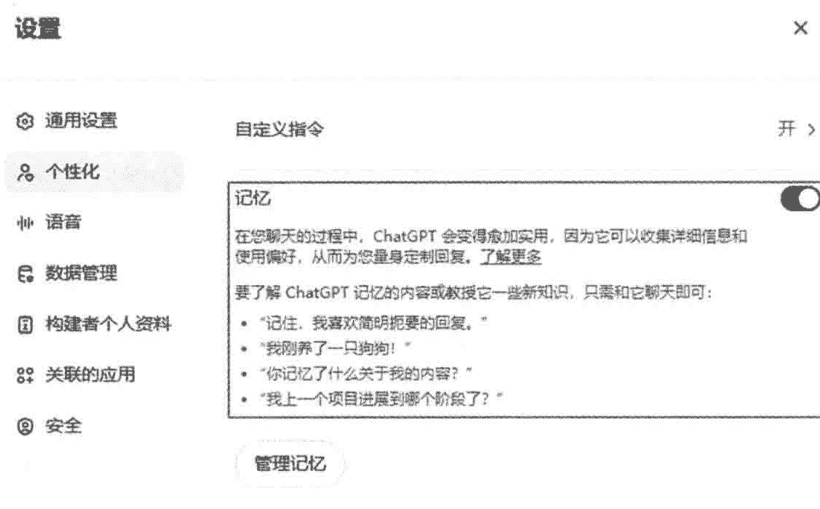 设置
通用设置
个性化
语音
数据管理
构建者个人资料
关联的应用
安全
自定义指令
开
记忆
在您聊天的过程中，ChatGPT 会变得愈加实用，因为它可以收集详细信息和
使用偏好，从而为您量身定制回复。了解更多
要了解 ChatGPT 记忆的内容或教授它一些新知识，只需和它聊天即可：
• “记住，我喜欢简明扼要的回复。”
• “我刚养了一只狗狗！”
• “你记忆了什么关于我的内容？”
• “我上一个项目进展到哪个阶段了？”
管理记忆